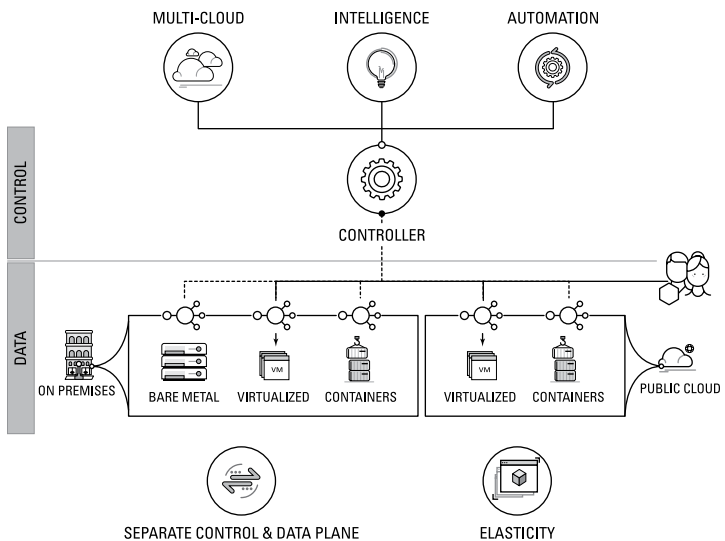 MULTI-CLOUD
INTELLIGENCE
AUTOMATION
CONTROL
CONTROLLER
DATA
ON PREMISES
BARE METAL
VM
VIRTUALIZED
CONTAINERS
VM
VIRTUALIZED
CONTAINERS
PUBLIC CLOUD
SEPARATE CONTROL & DATA PLANE
ELASTICITY